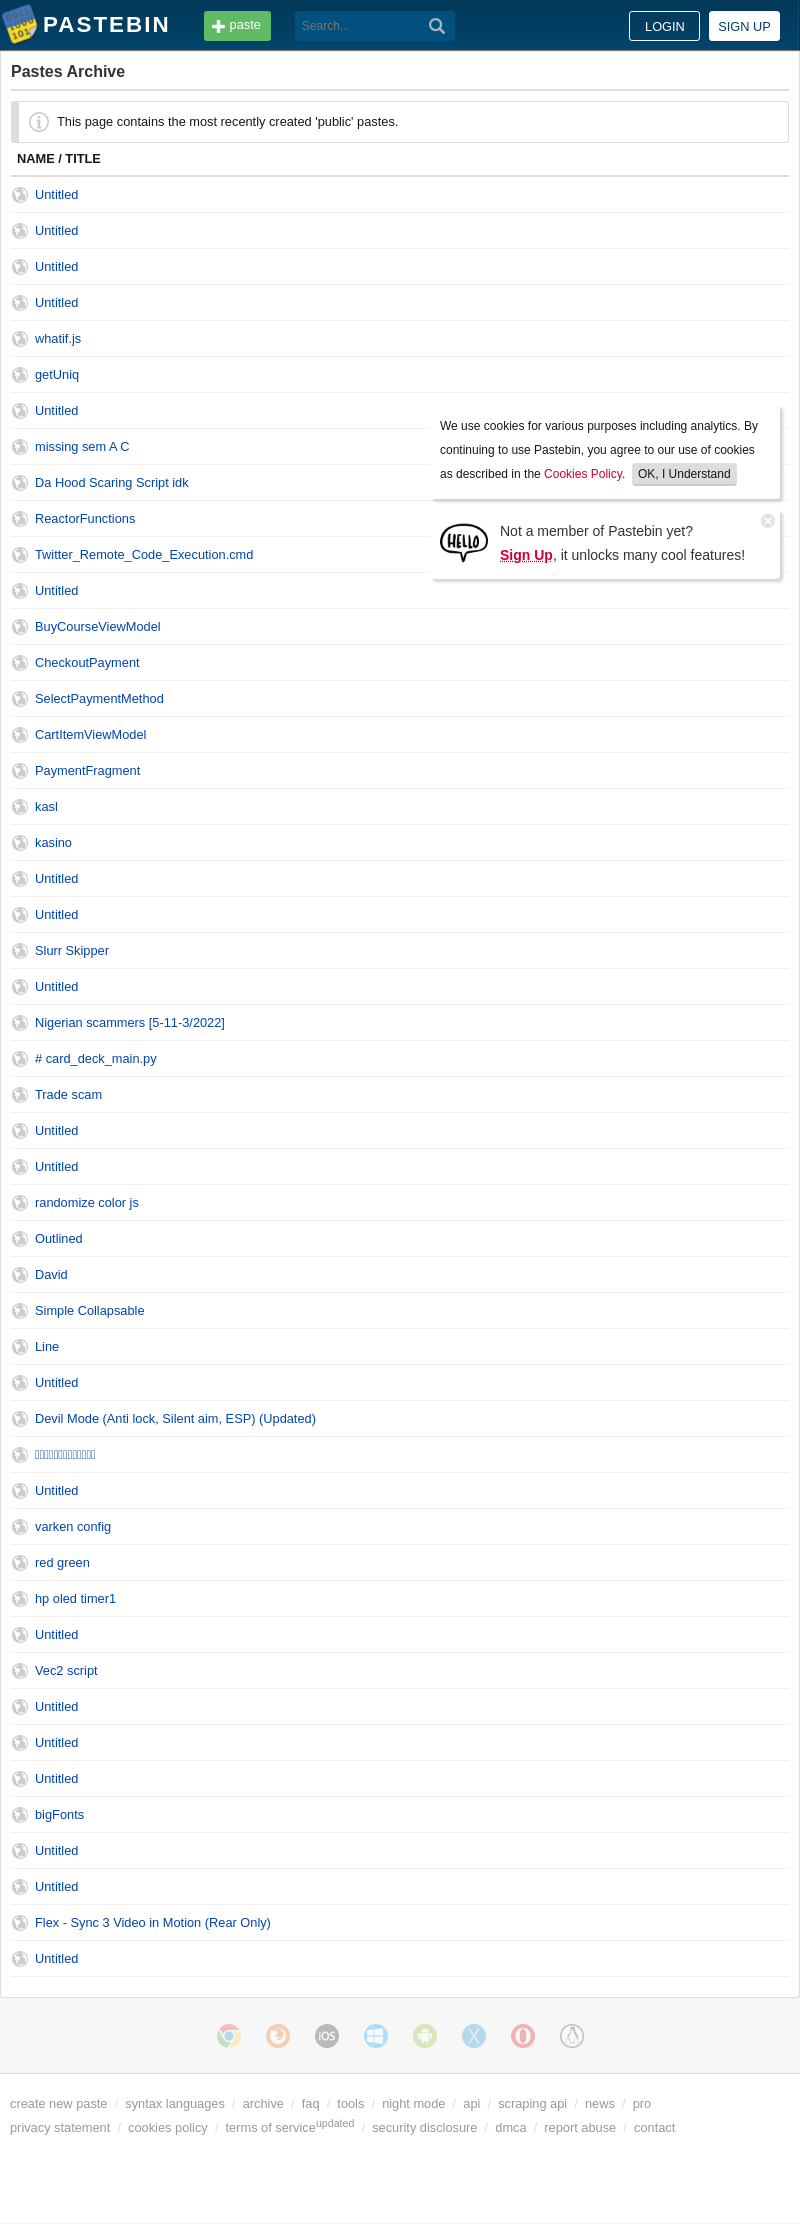 PASTEBIN
paste
Search...
LOGIN
SIGN UP
Pastes Archive
This page contains the most recently created 'public' pastes.
NAME / TITLE
Untitled
Untitled
Untitled
Untitled
whatif.js
getUniq
Untitled
missing sem A C
Da Hood Scaring Script idk
ReactorFunctions
Twitter_Remote_Code_Execution.cmd
We use cookies for various purposes including analytics. By
continuing to use Pastebin, you agree to our use of cookies
as described in the Cookies Policy. OK, I Understand
HELLO
Not a member of Pastebin yet?
Sign Up, it unlocks many cool features!
Untitled
BuyCourseViewModel
CheckoutPayment
SelectPaymentMethod
CartItemViewModel
PaymentFragment
kasl
kasino
Untitled
Untitled
Slurr Skipper
Untitled
Nigerian scammers [5-11-3/2022]
# card_deck_main.py
Trade scam
Untitled
Untitled
randomize color js
Outlined
David
Simple Collapsable
Line
Untitled
Devil Mode (Anti lock, Silent aim, ESP) (Updated)
Untitled
varken config
red green
hp oled timer1
Untitled
Vec2 script
Untitled
Untitled
Untitled
bigFonts
Untitled
Untitled
Flex - Sync 3 Video in Motion (Rear Only)
Untitled
iOS
create new paste / syntax languages / archive / faq / tools / night mode / api / scraping api / news / pro
privacy statement / cookies policy / terms of serviceupdated / security disclosure / dmca / report abuse / contact